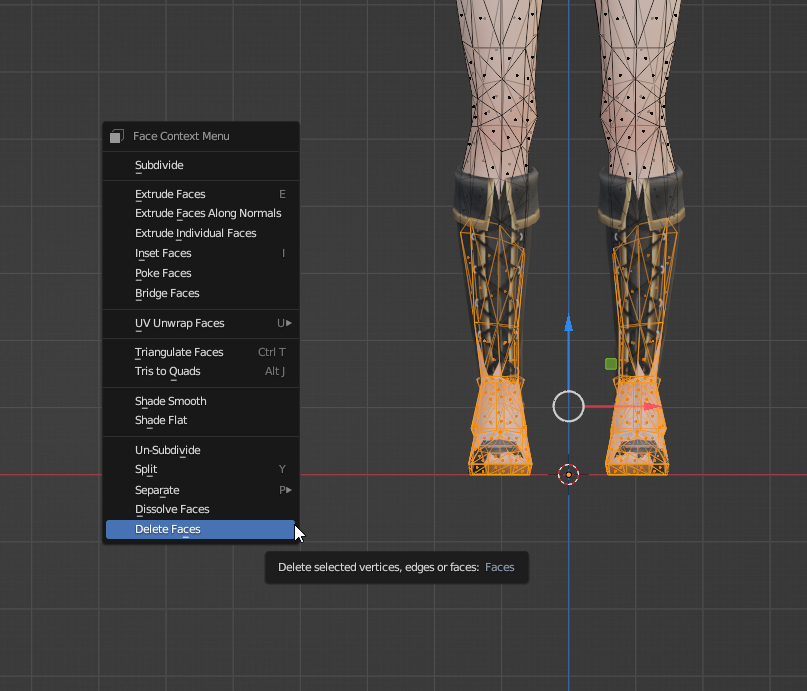 Face Context Menu
Subdivide
Extrude Faces E
Extrude Faces Along Normals
Extrude Individual Faces
Inset Faces I
Poke Faces
Bridge Faces
UV Unwrap Faces U▶
Triangulate Faces Ctrl T
Tris to Quads Alt J
Shade Smooth
Shade Flat
Un-Subdivide
Split Y
Separate P▶
Dissolve Faces
Delete Faces
Delete selected vertices, edges or faces: Faces